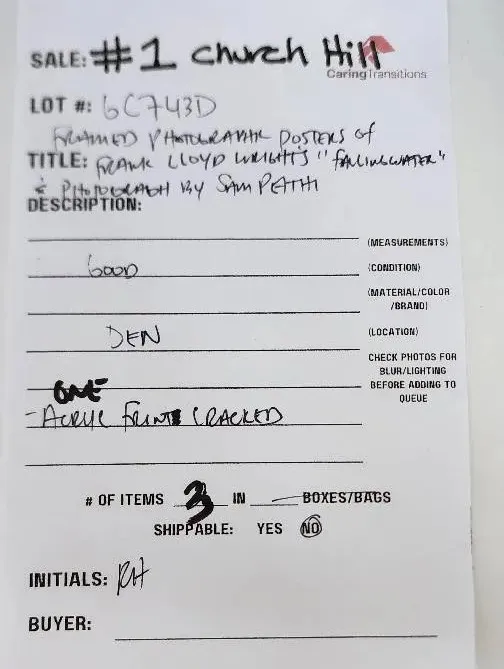 SALE: #1 Church Hill
CaringTransitions
LOT #: 6C743D
FRAMED PHOTOGRAPHIC POSTERS of
TITLE: FRANK LLOYD WRIGHT'S "FALLINGWATER"
& PHOTOGRAPH BY SAM PETHI
DESCRIPTION:
(MEASUREMENTS)
GOOD (CONDITION)
(MATERIAL/COLOR
/BRAND)
DEN (LOCATION)
CHECK PHOTOS FOR
BLUR/LIGHTING
BEFORE ADDING TO
QUEUE
ONE
- ACRYLIC FRONT CRACKED
# OF ITEMS 3 IN BOXES/BAGS
SHIPPABLE: YES NO
INITIALS: RH
BUYER: